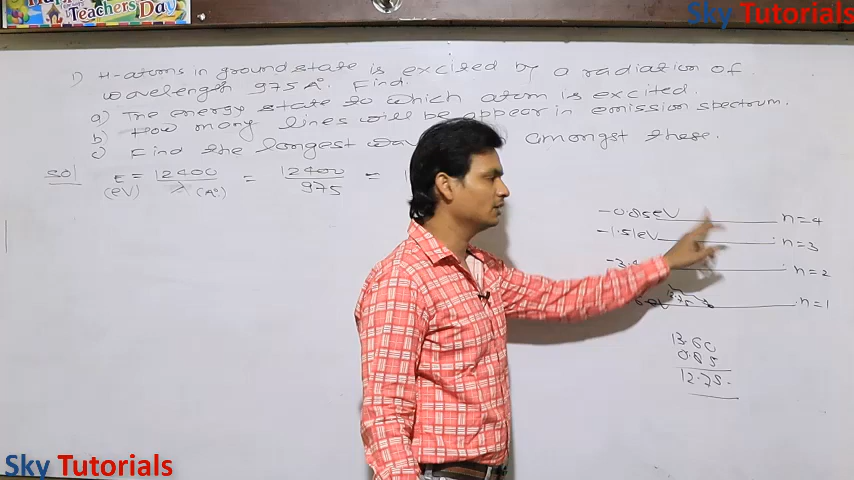 Teachers Day
Sky Tutorials
1) H-atoms in ground state is excited by a radiation of
wavelength 975 A°. Find.
a) The energy state to which atom is excited.
b) How many lines will be appear in emission spectrum.
c) Find the longest amongst these.
Sol E = 12400 = 12400 =
(eV) λ (A°) 975
-0.85eV n=4
-1.51eV n=3
n=2
n=1
13.60
0.85
12.75
Sky Tutorials